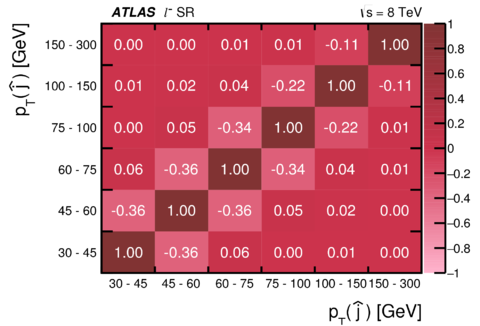 ATLAS l⁻ SR √s = 8 TeV
p_T(ĵ) [GeV]
150 - 300 0.00 0.00 0.01 0.01 -0.11 1.00
100 - 150 0.01 0.02 0.04 -0.22 1.00 -0.11
75 - 100 0.00 0.05 -0.34 1.00 -0.22 0.01
60 - 75 0.06 -0.36 1.00 -0.34 0.04 0.01
45 - 60 -0.36 1.00 -0.36 0.05 0.02 0.00
30 - 45 1.00 -0.36 0.06 0.00 0.01 0.00
30 - 45 45 - 60 60 - 75 75 - 100 100 - 150 150 - 300
p_T(ĵ) [GeV]
1
0.8
0.6
0.4
0.2
0
−0.2
−0.4
−0.6
−0.8
−1